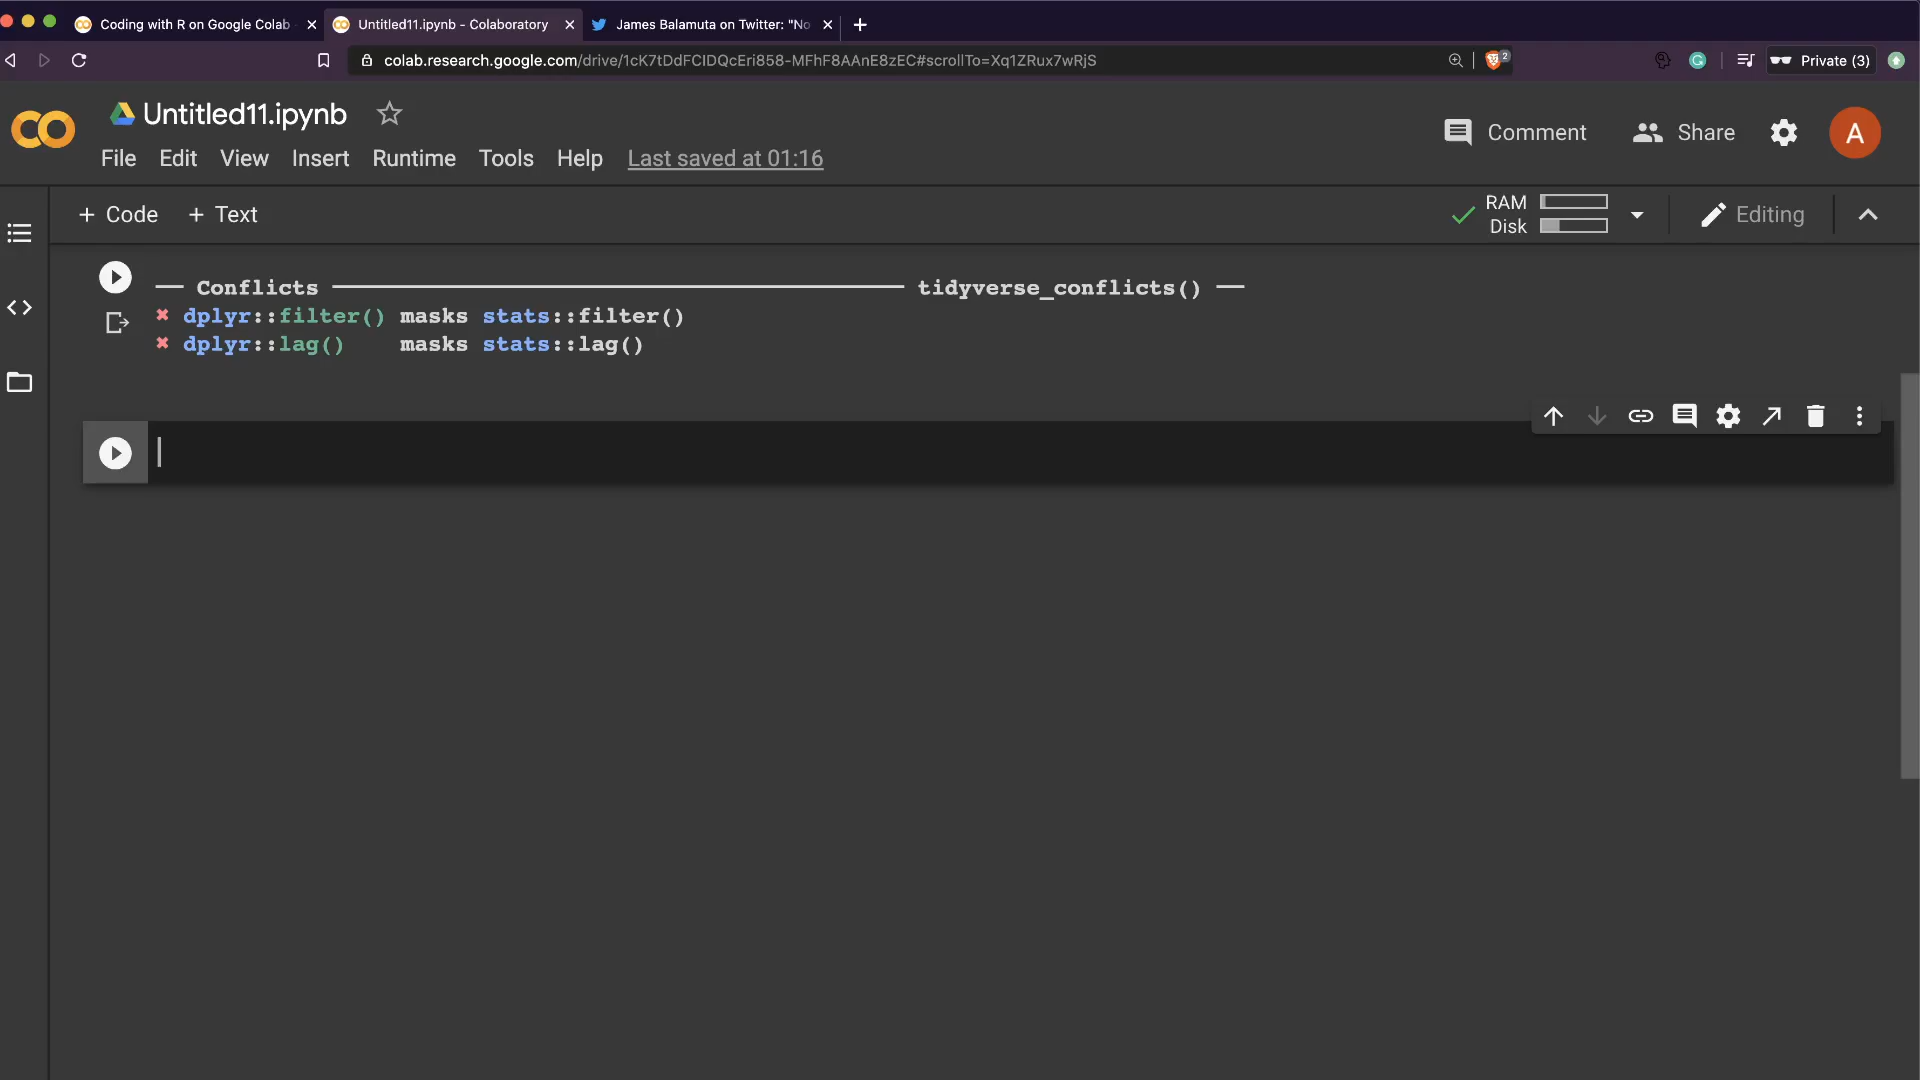 Coding with R on Google Colab
Untitled11.ipynb - Colaboratory
James Balamuta on Twitter: "No
colab.research.google.com/drive/1cK7tDdFCIDQcEri858-MFhF8AAnE8zEC#scrollTo=Xq1ZRux7wRjS
2
Private (3)
Untitled11.ipynb
Comment
Share
A
File Edit View Insert Runtime Tools Help Last saved at 01:16
+ Code + Text
RAM
Disk
Editing
── Conflicts ────────────────────────────────────────── tidyverse_conflicts() ──
✖ dplyr::filter() masks stats::filter()
✖ dplyr::lag()    masks stats::lag()